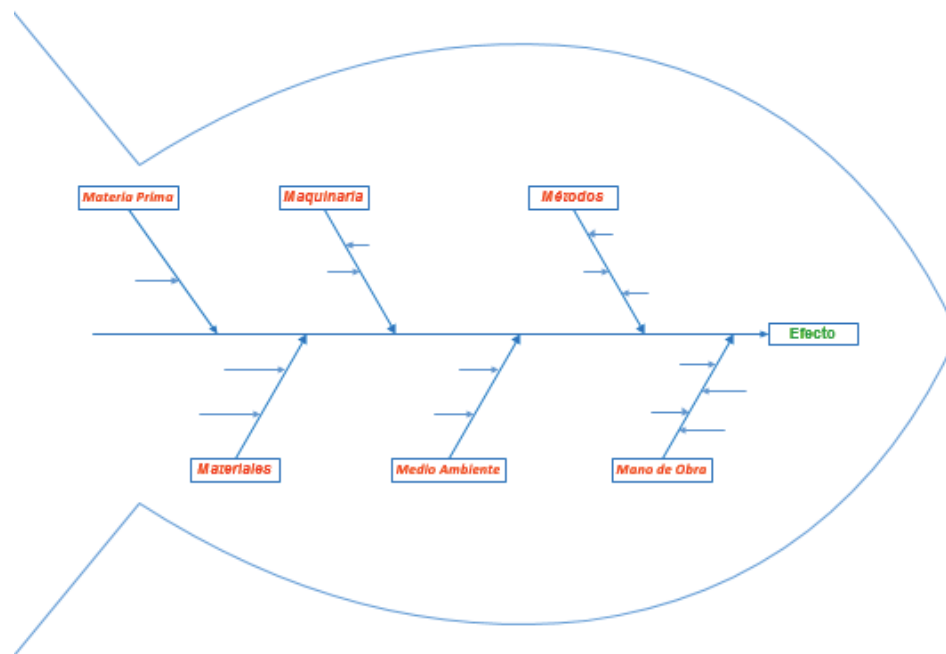 Materia Prima
Maquinaria
Métodos
Efecto
Materiales
Medio Ambiente
Mano de Obra